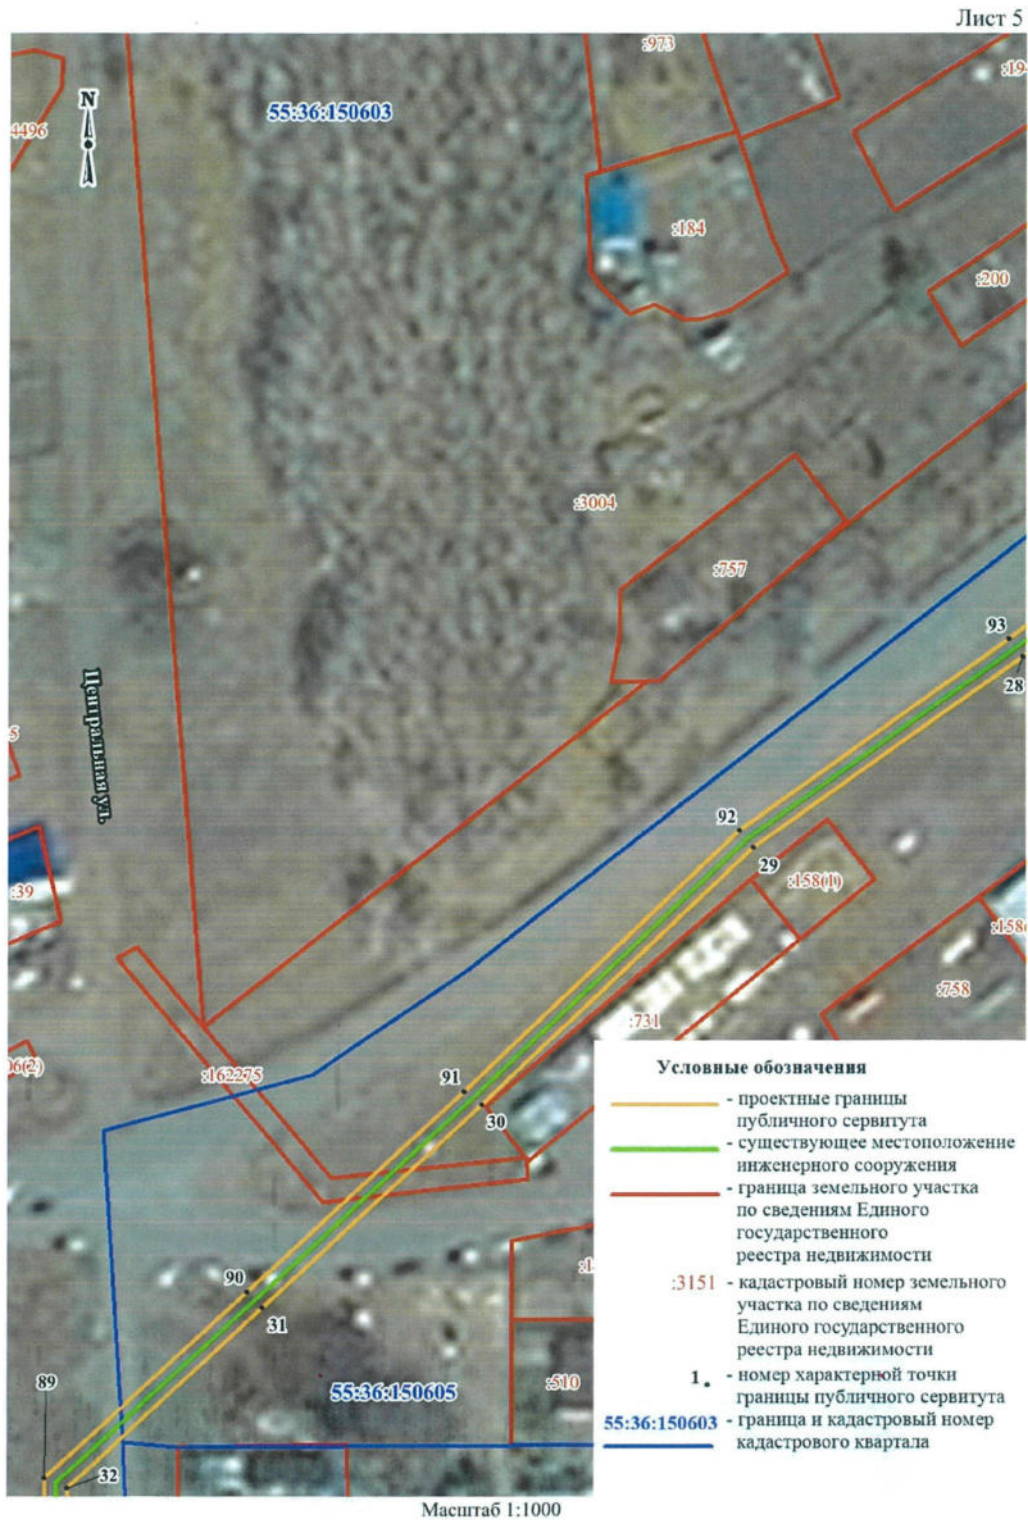 Лист 5
:973
:19
55:36:150603
N
4496
:184
:200
:3004
:757
93
28
Центральная ул.
5
92
29
:158(1)
:39
:158
:758
:731
06(2)
:162275
91
30
90
31
:1
89
55:36:150605
:510
32
Условные обозначения
- проектные границы
публичного сервитута
- существующее местоположение
инженерного сооружения
- граница земельного участка
по сведениям Единого
государственного
реестра недвижимости
:3151 - кадастровый номер земельного
участка по сведениям
Единого государственного
реестра недвижимости
1. - номер характерной точки
границы публичного сервитута
55:36:150603 - граница и кадастровый номер
кадастрового квартала
Масштаб 1:1000